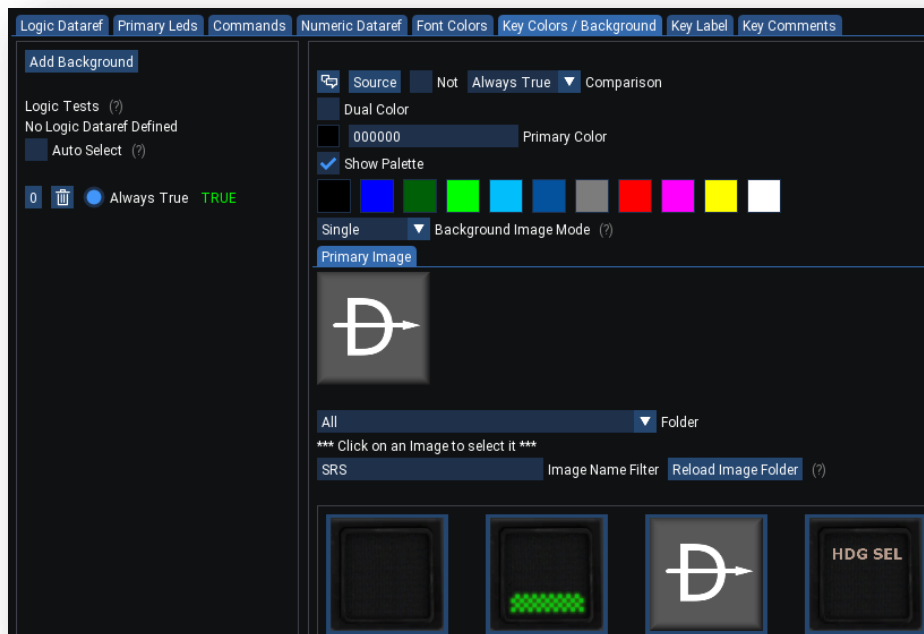 Logic Dataref Primary Leds Commands Numeric Dataref Font Colors Key Colors / Background Key Label Key Comments
Add Background
Logic Tests (?)
No Logic Dataref Defined
Auto Select (?)
0 Always True TRUE
Source Not Always True Comparison
Dual Color
000000 Primary Color
Show Palette
Single Background Image Mode (?)
Primary Image
D
All Folder
*** Click on an Image to select it ***
SRS Image Name Filter Reload Image Folder (?)
D HDG SEL